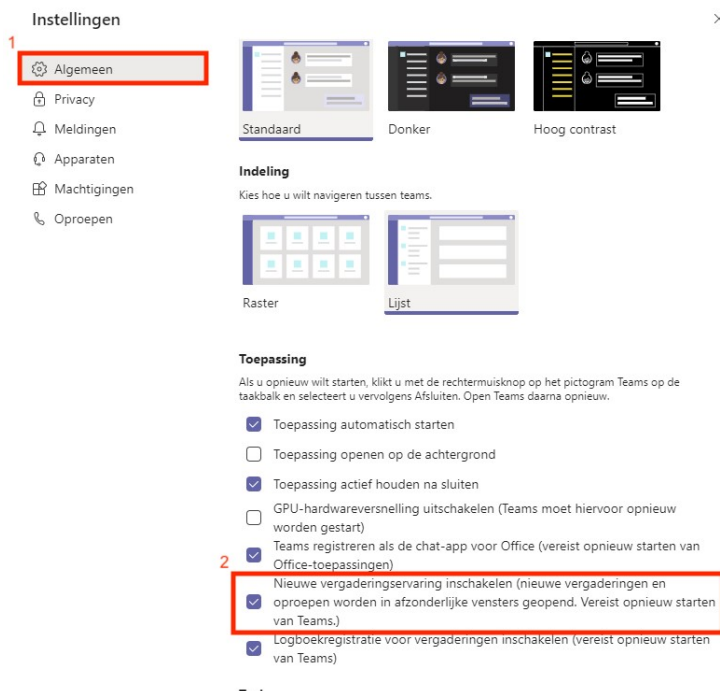 Instellingen
1
Algemeen
Privacy
Meldingen
Apparaten
Machtigingen
Oproepen
Standaard
Donker
Hoog contrast
Indeling
Kies hoe u wilt navigeren tussen teams.
Raster
Lijst
Toepassing
Als u opnieuw wilt starten, klikt u met de rechtermuisknop op het pictogram Teams op de
taakbalk en selecteert u vervolgens Afsluiten. Open Teams daarna opnieuw.
Toepassing automatisch starten
Toepassing openen op de achtergrond
Toepassing actief houden na sluiten
GPU-hardwareversnelling uitschakelen (Teams moet hiervoor opnieuw
worden gestart)
Teams registreren als de chat-app voor Office (vereist opnieuw starten van
Office-toepassingen)
2
Nieuwe vergaderingservaring inschakelen (nieuwe vergaderingen en
oproepen worden in afzonderlijke vensters geopend. Vereist opnieuw starten
van Teams.)
Logboekregistratie voor vergaderingen inschakelen (vereist opnieuw starten
van Teams)